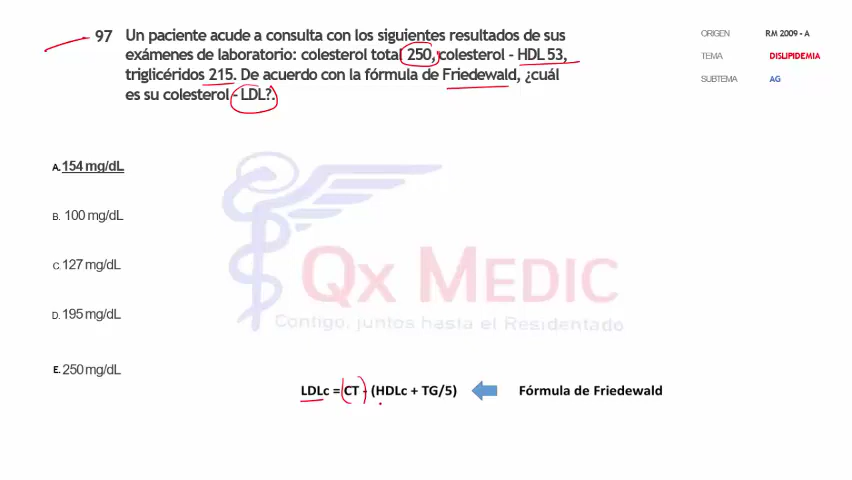 97 Un paciente acude a consulta con los siguientes resultados de sus
exámenes de laboratorio: colesterol total 250, colesterol - HDL 53,
triglicéridos 215. De acuerdo con la fórmula de Friedewald, ¿cuál
es su colesterol - LDL?.
ORIGEN RM 2009 - A
TEMA DISLIPIDEMIA
SUBTEMA AG
A. 154 mg/dL
B. 100 mg/dL
C. 127 mg/dL
D. 195 mg/dL
E. 250 mg/dL
Qx MEDIC
Contigo, juntos hasta el Residentado
LDLc = CT - (HDLc + TG/5) Fórmula de Friedewald